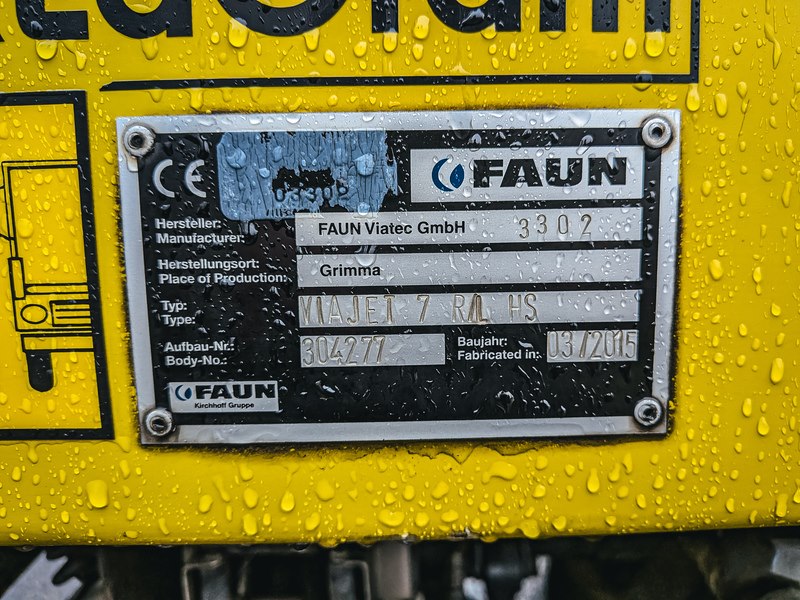 CE
03302
FAUN
Hersteller:
Manufacturer:
FAUN Viatec GmbH 3302
Herstellungsort:
Place of Production:
Grimma
Typ:
Type:
VIAJET 7 R/L HS
Aufbau-Nr.:
Body-No.:
304277
Baujahr:
Fabricated in:
03/2015
FAUN
Kirchhoff Gruppe